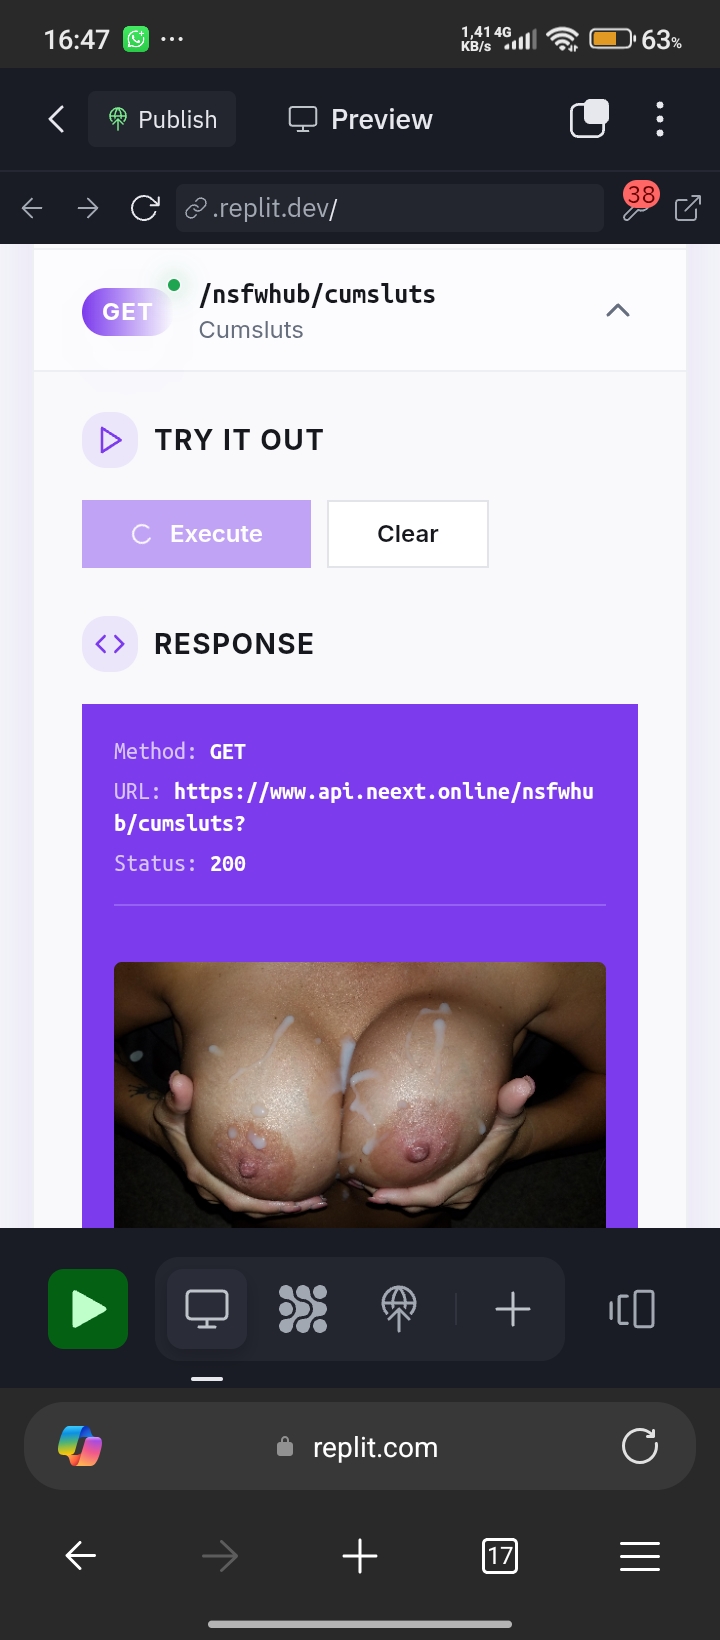 16:47
1,41 4G
KB/s
63%
Publish
Preview
.replit.dev/
38
GET
/nsfwhub/cumsluts
Cumsluts
TRY IT OUT
Execute
Clear
RESPONSE
Method: GET
URL: https://www.api.neext.online/nsfwhu
b/cumsluts?
Status: 200
replit.com
17